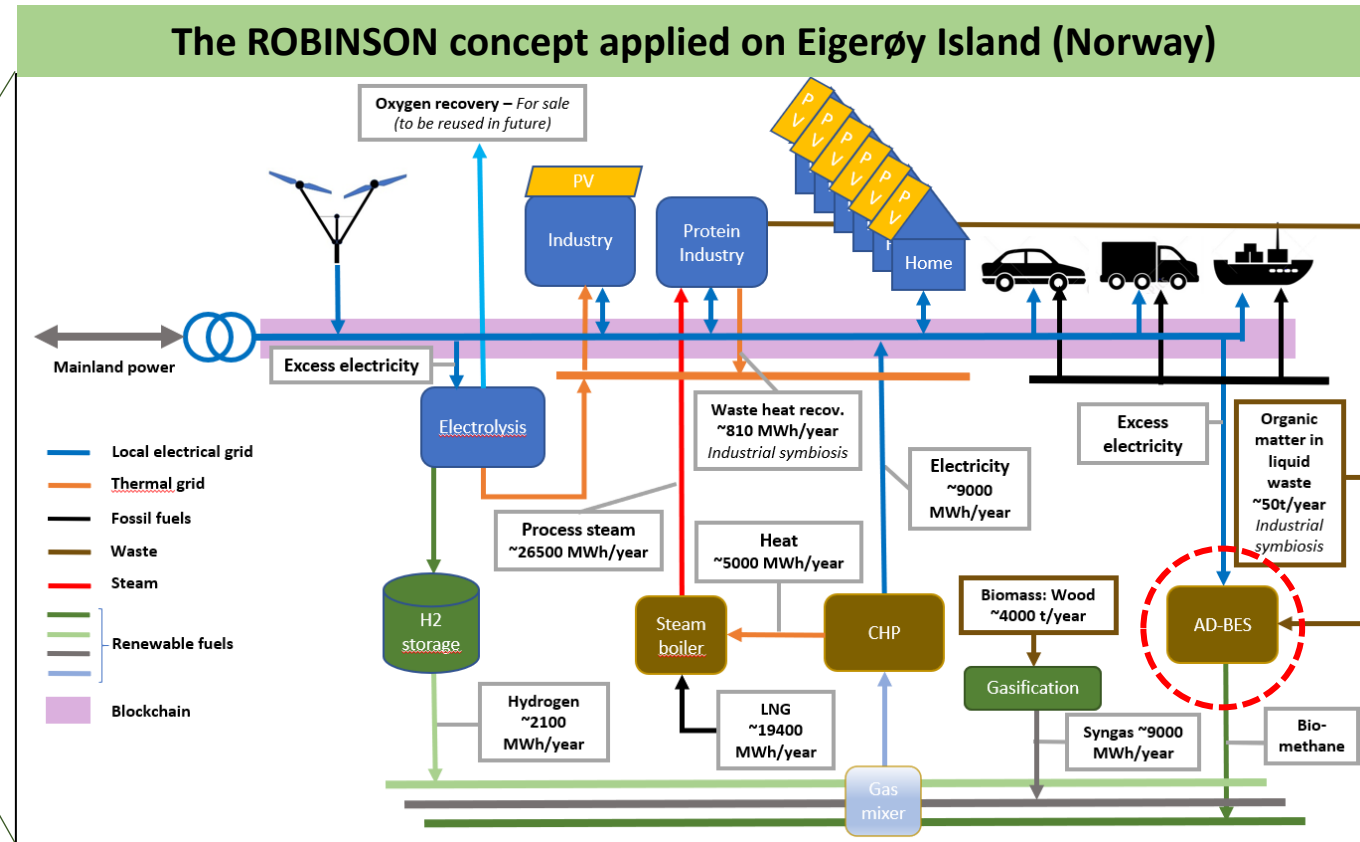 The ROBINSON concept applied on Eigerøy Island (Norway)
Oxygen recovery – For sale
(to be reused in future)
PV
Industry
Protein
Industry
P
V
P
V
P
V
P
V
P
V
P
V
Home
Mainland power
Excess electricity
Electrolysis
Waste heat recov.
~810 MWh/year
Industrial symbiosis
Electricity
~9000
MWh/year
Excess
electricity
Organic
matter in
liquid
waste
~50t/year
Industrial
symbiosis
Local electrical grid
Thermal grid
Fossil fuels
Waste
Steam
Renewable fuels
Blockchain
Process steam
~26500 MWh/year
Heat
~5000 MWh/year
H2
storage
Steam
boiler
CHP
Biomass: Wood
~4000 t/year
AD-BES
Gasification
Hydrogen
~2100
MWh/year
LNG
~19400
MWh/year
Syngas ~9000
MWh/year
Bio-
methane
Gas
mixer